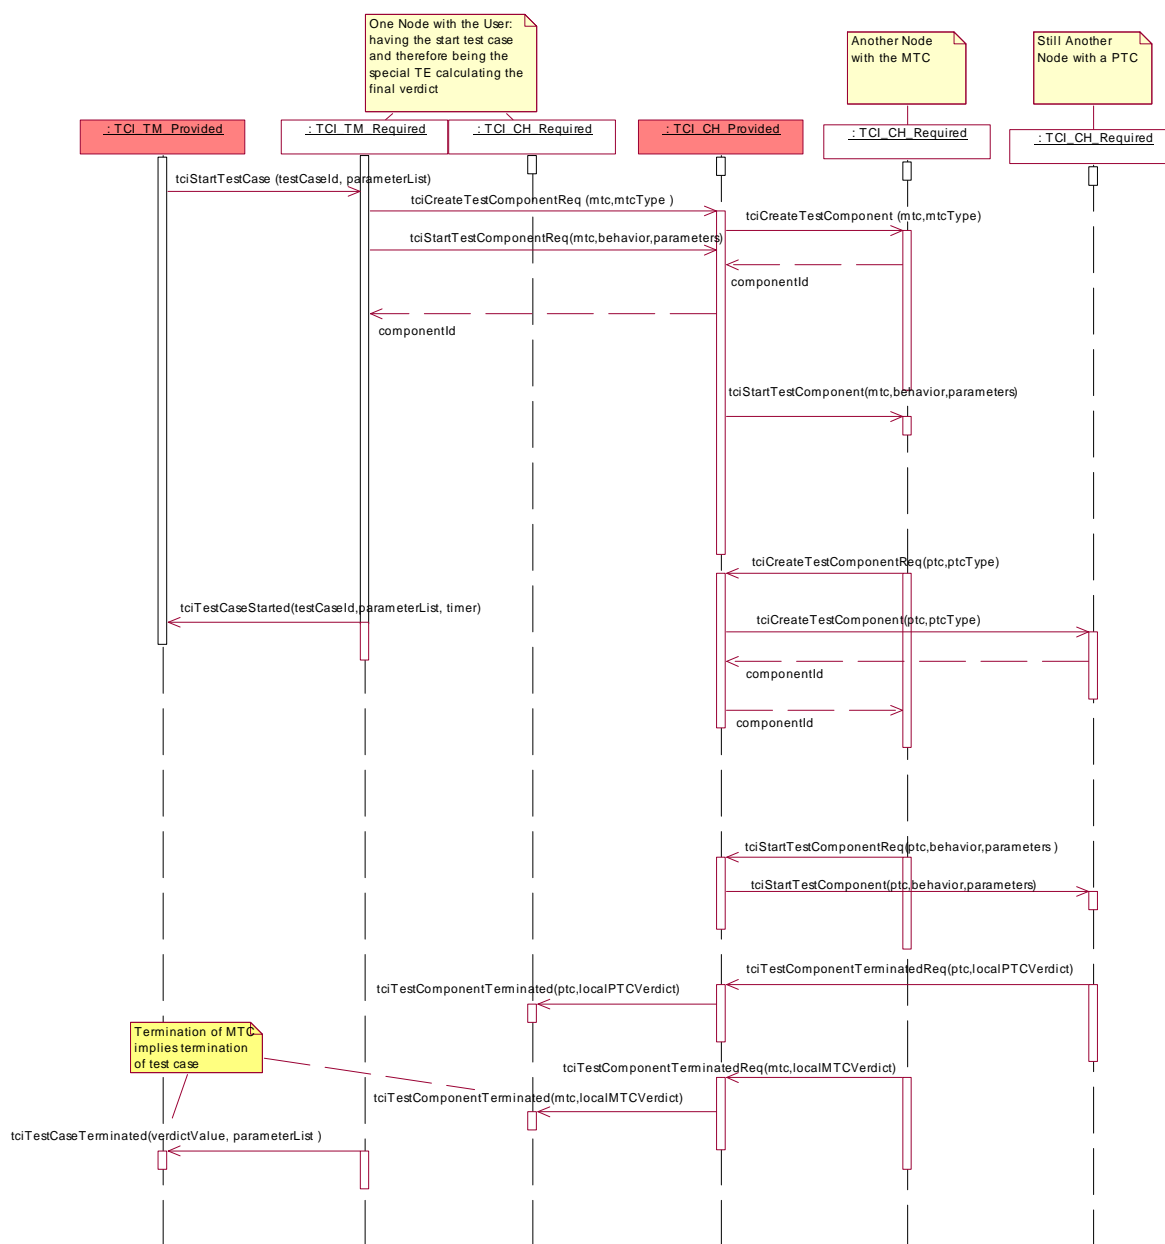 One Node with the User:
having the start test case
and therefore being the
special TE calculating the
final verdict
Another Node
with the MTC
Still Another
Node with a PTC
: TCI_TM_Provided
: TCI_TM_Required
: TCI_CH_Required
: TCI_CH_Provided
: TCI_CH_Required
: TCI_CH_Required
tciStartTestCase (testCaseId, parameterList)
tciCreateTestComponentReq (mtc,mtcType )
tciCreateTestComponent (mtc,mtcType)
tciStartTestComponentReq(mtc,behavior,parameters)
componentId
componentId
tciStartTestComponent(mtc,behavior,parameters)
tciCreateTestComponentReq(ptc,ptcType)
tciTestCaseStarted(testCaseId,parameterList, timer)
tciCreateTestComponent(ptc,ptcType)
componentId
componentId
tciStartTestComponentReq(ptc,behavior,parameters )
tciStartTestComponent(ptc,behavior,parameters)
tciTestComponentTerminatedReq(ptc,localPTCVerdict)
tciTestComponentTerminated(ptc,localPTCVerdict)
Termination of MTC
implies termination
of test case
tciTestComponentTerminatedReq(mtc,localMTCVerdict)
tciTestComponentTerminated(mtc,localMTCVerdict)
tciTestCaseTerminated(verdictValue, parameterList )